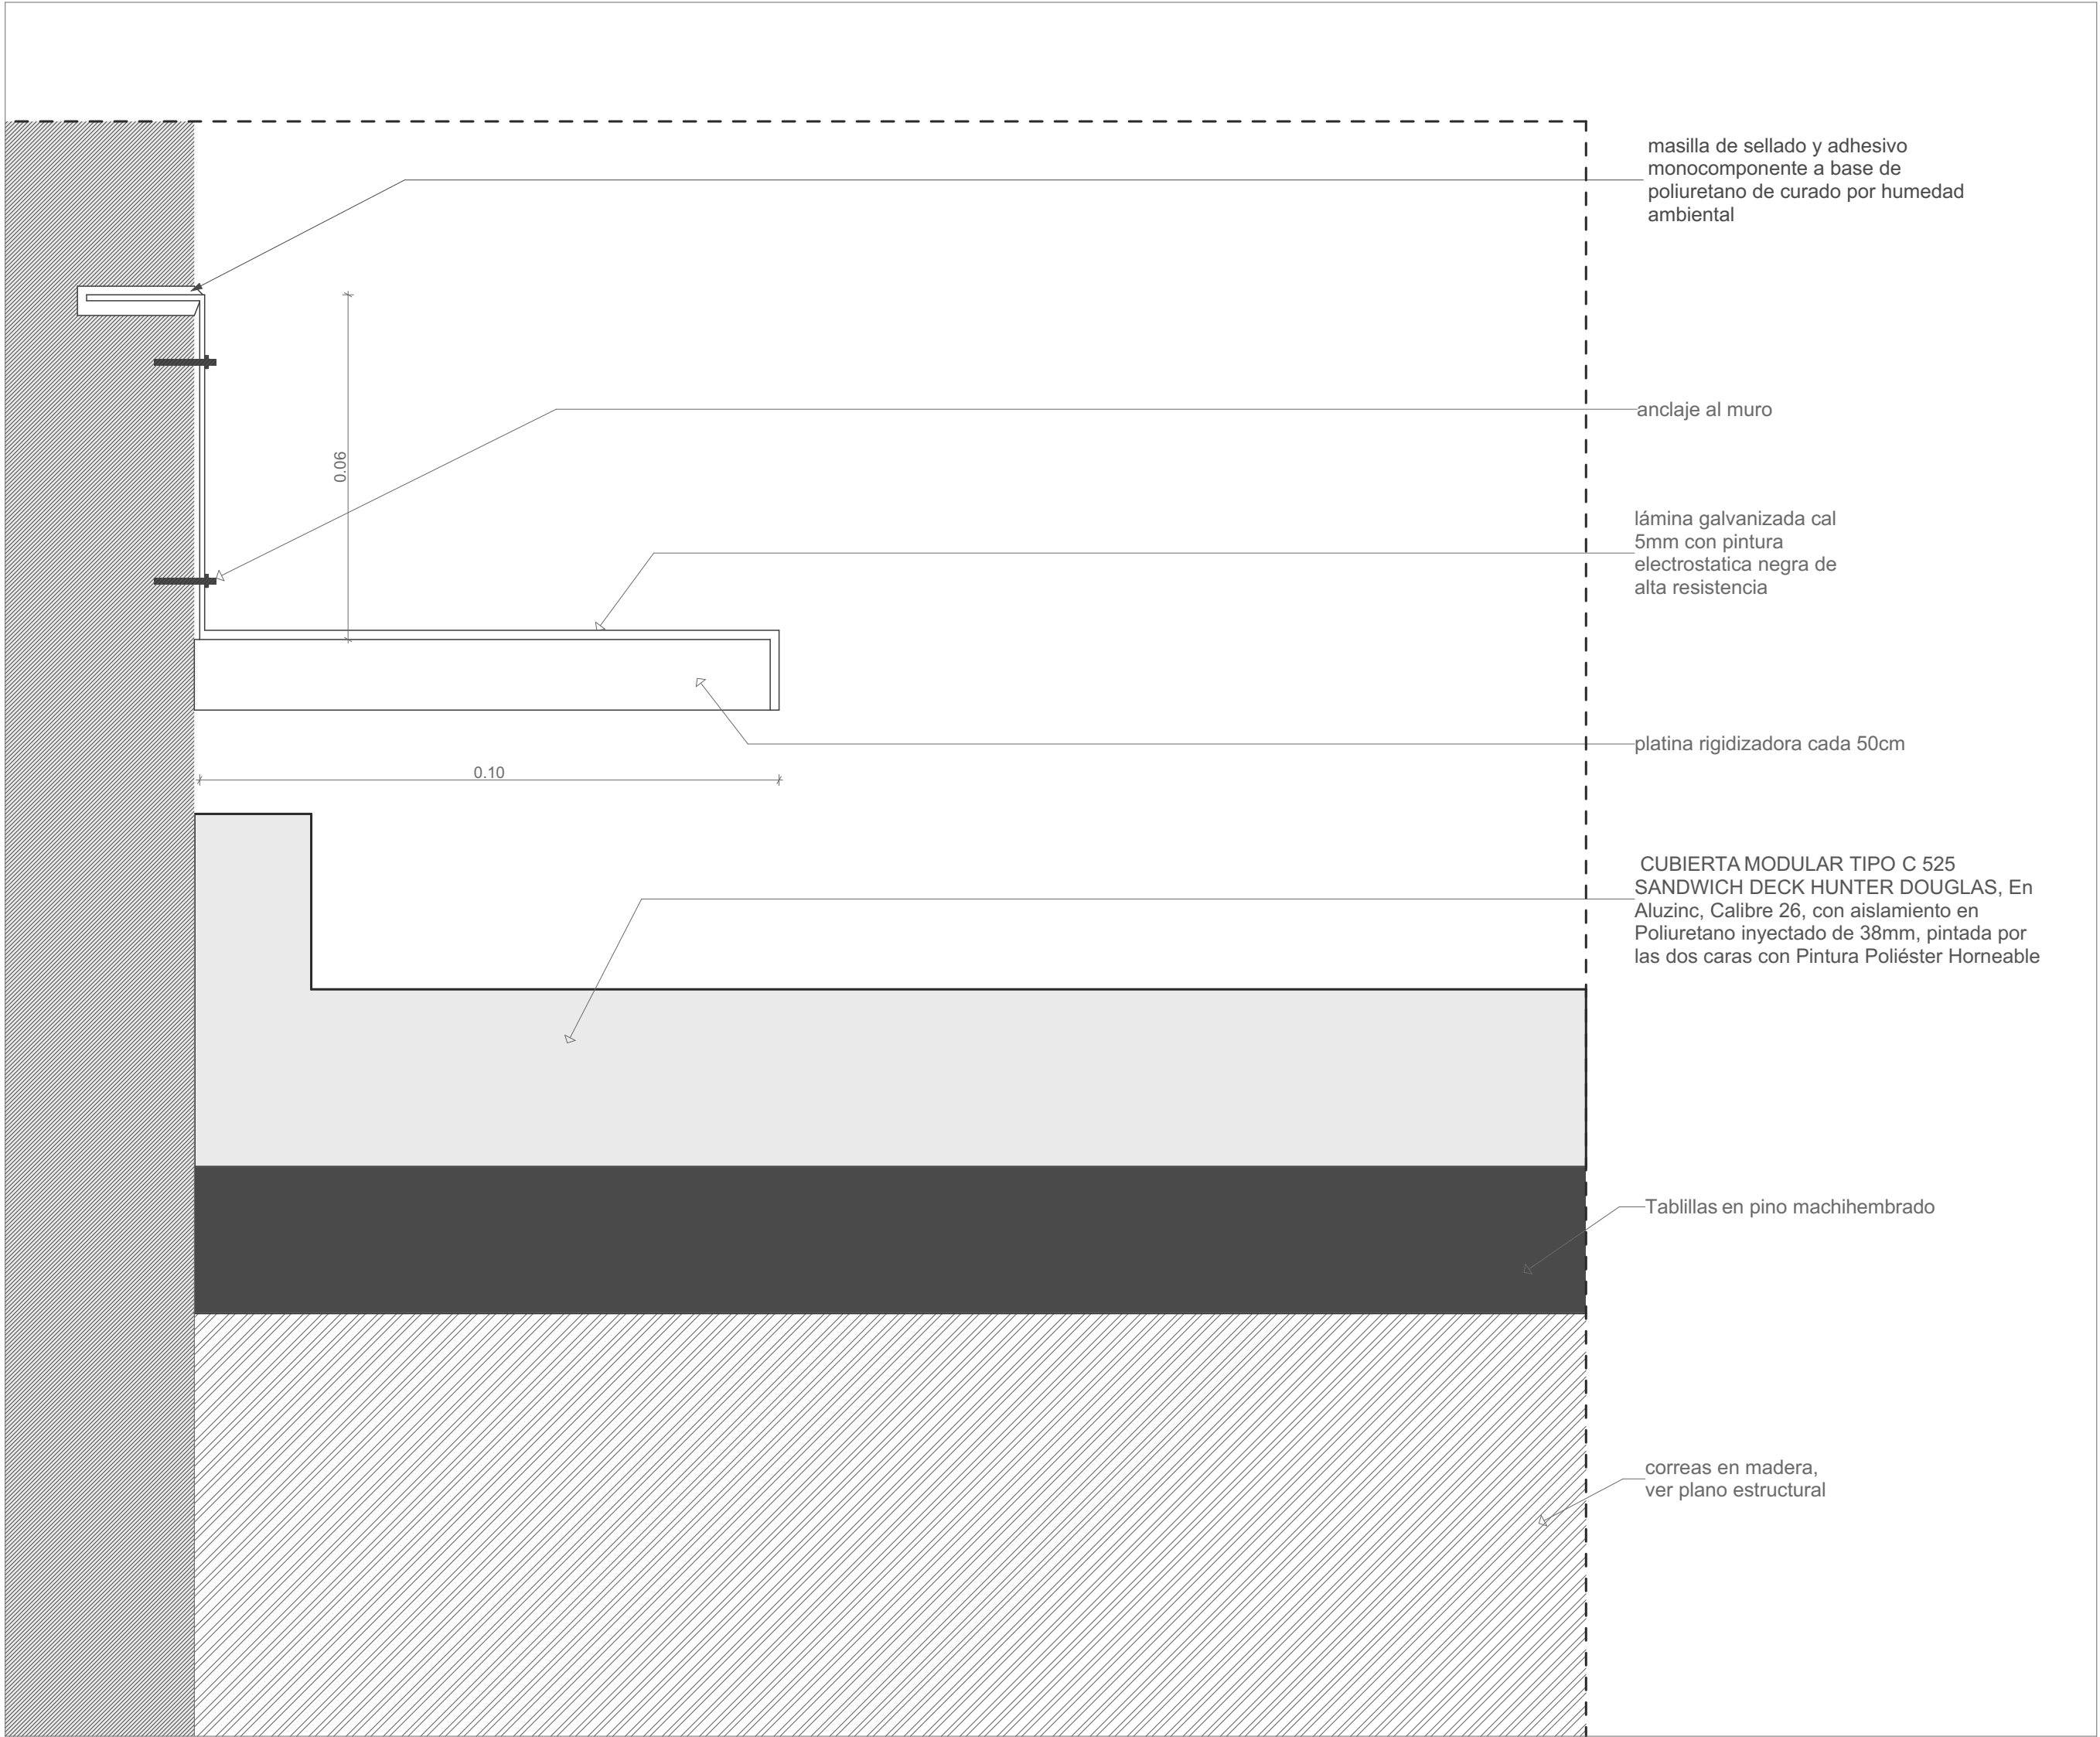 masilla de sellado y adhesivo
monocomponente a base de
poliuretano de curado por humedad
ambiental
anclaje al muro
0.06
lámina galvanizada cal
5mm con pintura
electrostatica negra de
alta resistencia
platina rigidizadora cada 50cm
0.10
CUBIERTA MODULAR TIPO C 525
SANDWICH DECK HUNTER DOUGLAS, En
Aluzinc, Calibre 26, con aislamiento en
Poliuretano inyectado de 38mm, pintada por
las dos caras con Pintura Poliéster Horneable
Tablillas en pino machihembrado
correas en madera,
ver plano estructural